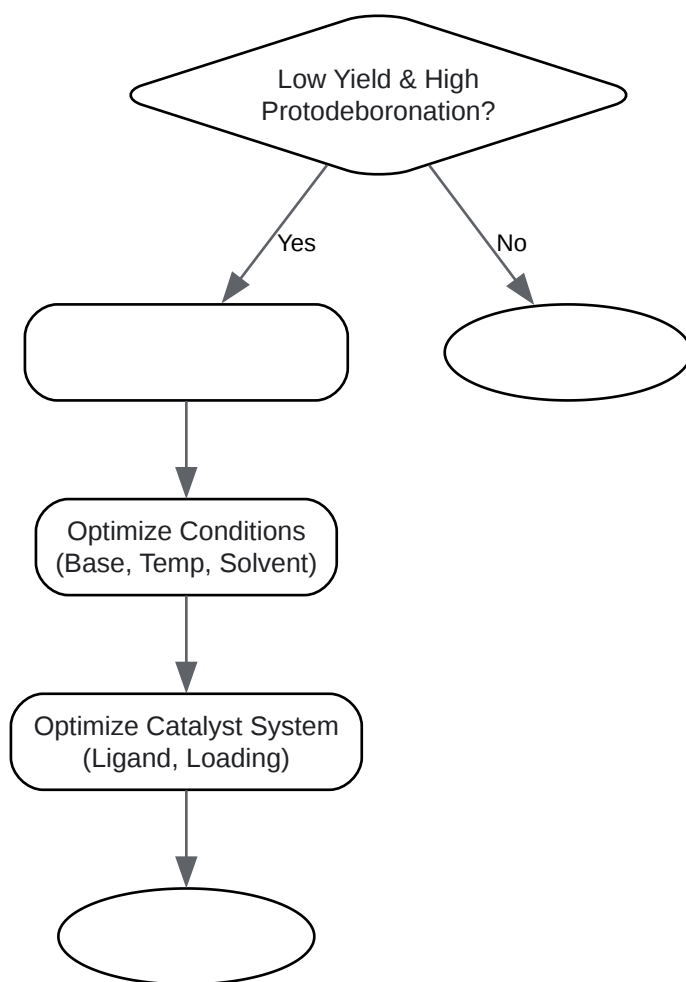 Low Yield & High
Protodeboronation?
Yes
No
Optimize Conditions
(Base, Temp, Solvent)
Optimize Catalyst System
(Ligand, Loading)